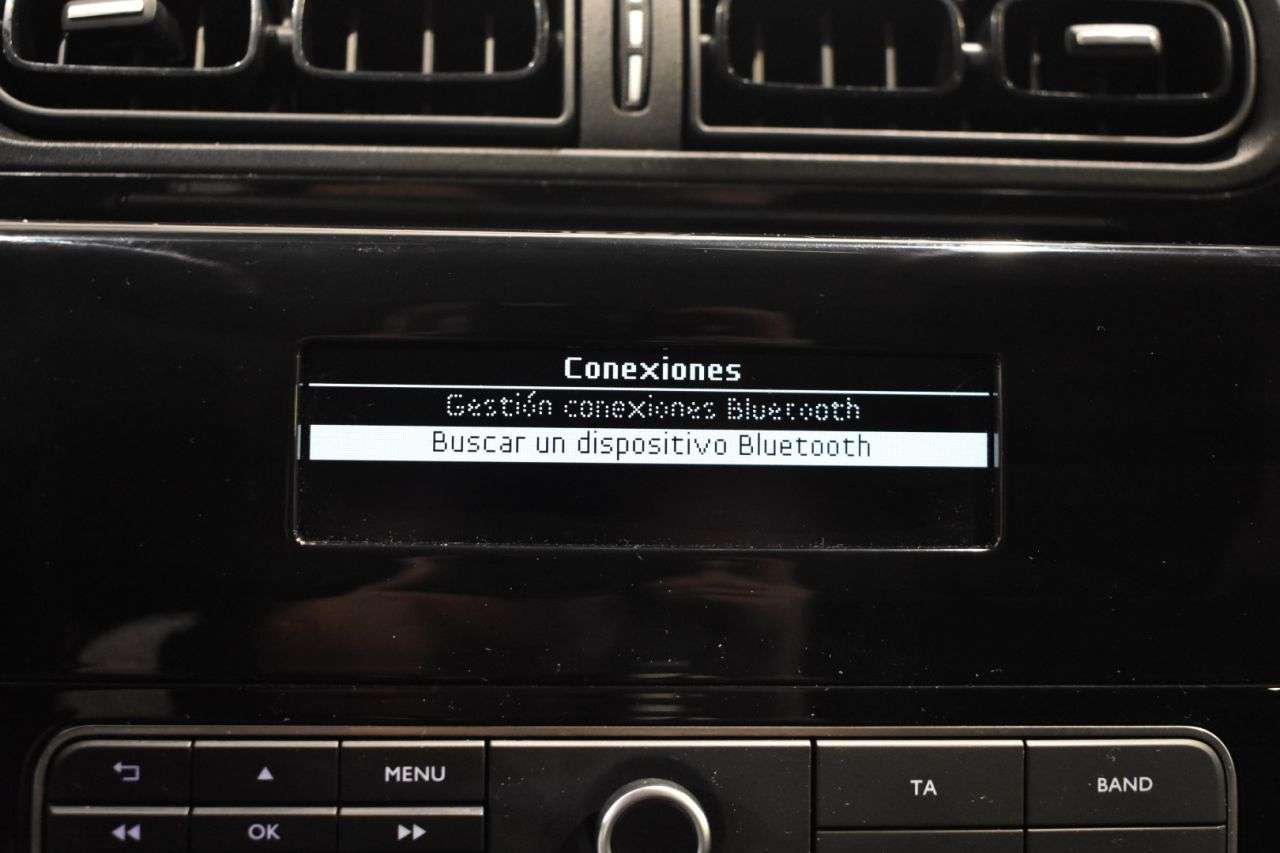 Conexiones
Gestión conexiones Bluetooth
Buscar un dispositivo Bluetooth
MENU
TA
BAND
OK